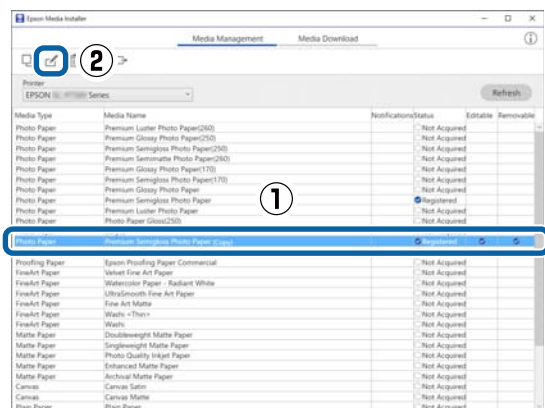 Epson Media Installer
Media Management Media Download
②
Printer
EPSON Series
Refresh
Media Type Media Name Notifications Status Editable Removable
Photo Paper Premium Luster Photo Paper(260) Not Acquired
Photo Paper Premium Glossy Photo Paper(250) Not Acquired
Photo Paper Premium Semigloss Photo Paper(250) Not Acquired
Photo Paper Premium Semimatte Photo Paper(260) Not Acquired
Photo Paper Premium Glossy Photo Paper(170) Not Acquired
Photo Paper Premium Semigloss Photo Paper(170) Not Acquired
Photo Paper Premium Glossy Photo Paper Not Acquired
Photo Paper Premium Semigloss Photo Paper Registered
①
Photo Paper Premium Luster Photo Paper Not Acquired
Photo Paper Photo Paper Gloss(250) Not Acquired
Photo Paper Premium Semigloss Photo Paper (Copy) Registered
Proofing Paper Epson Proofing Paper Commercial Not Acquired
FineArt Paper Velvet Fine Art Paper Not Acquired
FineArt Paper Watercolor Paper - Radiant White Not Acquired
FineArt Paper UltraSmooth Fine Art Paper Not Acquired
FineArt Paper Fine Art Matte Not Acquired
FineArt Paper Washi <Thin> Not Acquired
FineArt Paper Washi Not Acquired
Matte Paper Doubleweight Matte Paper Not Acquired
Matte Paper Singleweight Matte Paper Not Acquired
Matte Paper Photo Quality Inkjet Paper Not Acquired
Matte Paper Enhanced Matte Paper Not Acquired
Matte Paper Archival Matte Paper Not Acquired
Canvas Canvas Satin Not Acquired
Canvas Canvas Matte Not Acquired
Plain Paper Plain Paper Not Acquired